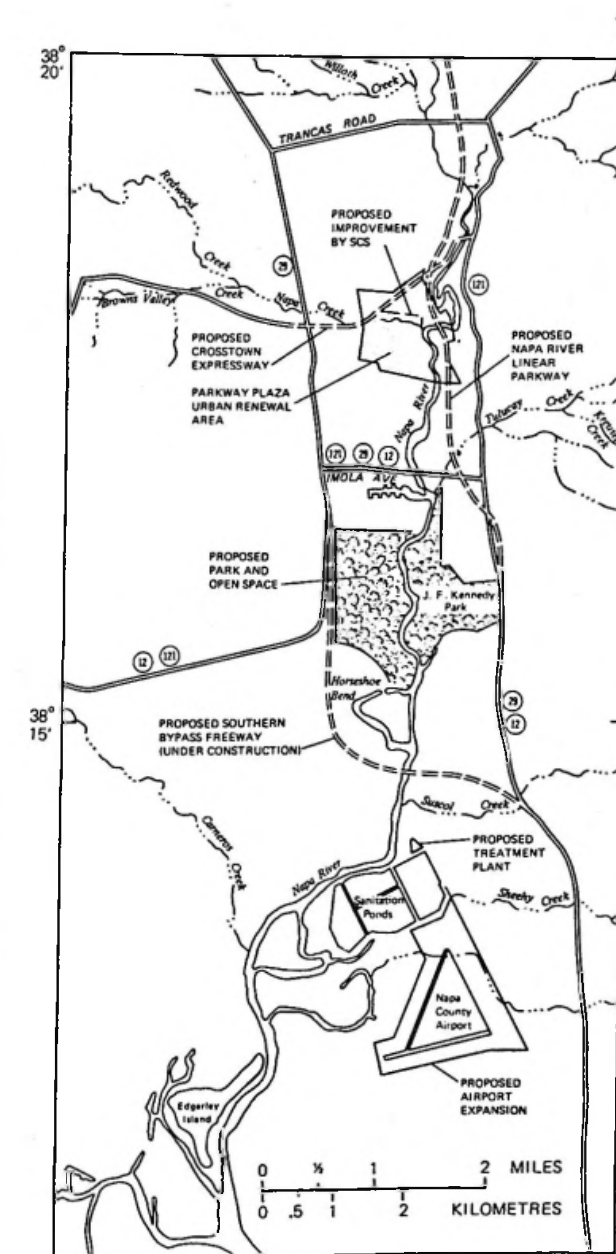 38°
20'
Willoth
Creek
TRANCAS ROAD
Redwood
Creek
PROPOSED
IMPROVEMENT
BY SCS
29
121
Napa
Creek
Browns Valley
Creek
PROPOSED
CROSSTOWN
EXPRESSWAY
PROPOSED
NAPA RIVER
LINEAR
PARKWAY
PARKWAY PLAZA
URBAN RENEWAL
AREA
Napa River
Tulucay Creek
Kreuse
Creek
121 29 12
IMOLA AVE
PROPOSED
PARK AND
OPEN SPACE
J. F. Kennedy
Park
12 121
Horseshoe
Bend
29
12
38°
15'
PROPOSED SOUTHERN
BYPASS FREEWAY
(UNDER CONSTRUCTION)
Suscol Creek
Carneros
Creek
PROPOSED
TREATMENT
PLANT
Napa River
Sanitation
Ponds
Sheehy Creek
Napa
County
Airport
PROPOSED
AIRPORT
EXPANSION
Edgerley
Island
0 ½ 1 2 MILES
0 .5 1 2 KILOMETRES